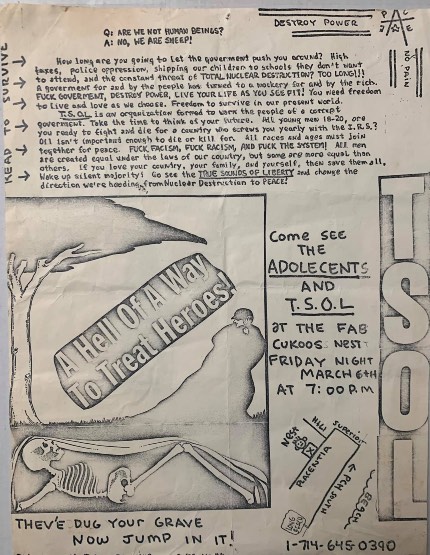 Q: ARE WE NOT HUMAN BEINGS?
A: NO, WE ARE SHEEP!
DESTROY POWER
P A C E
NO PAIN
READ TO SURVIVE
How long are you going to let the government push you around? High
taxes, police oppression, shipping our children to schools they don't want
to attend, and the constant threat of TOTAL NUCLEAR DESTRUCTION? TOO LONG!!!
A goverment for and by the people has turned to a mockery for and by the rich.
FUCK GOVERMENT, DESTROY POWER, LIVE YOUR LIFE AS YOU SEE FIT! You need freedom
to Live and love as we choose. Freedom to survive in our present world.
T.S.O.L. is an organization formed to warn the people of a corrupt
goverment. Take the time to think of your future. All young men 18-20, are
you ready to fight and die for a country who screws you yearly with the I.R.S.?
Oil isn't important enough to die or kill for. All races and ages must join
together for peace. FUCK FACISM, FUCK RACISM, AND FUCK THE SYSTEM! All men
are created equal under the laws of our country, but some are more equal than
others. If you love your country, your family, and yourself, then save them all,
Wake up silent majority! Go see the TRUE SOUNDS OF LIBERTY and change the
direction we're heading, from Nuclear Destruction to PEACE!
A Hell Of A Way
To Treat Heroes!
Come SEE
THE
ADOLECENTS
AND
T.S.O.L
AT THE FAB
CUKOOS NEST
FRIDAY NIGHT
MARCH 6TH
AT 7:00 P.M
TSOL
NEST
HILL
SUPERIOR
PLACENTIA
PCH SOUTH
BEACH
THEV'E DUG YOUR GRAVE
NOW JUMP IN IT!
1-714-645-0390